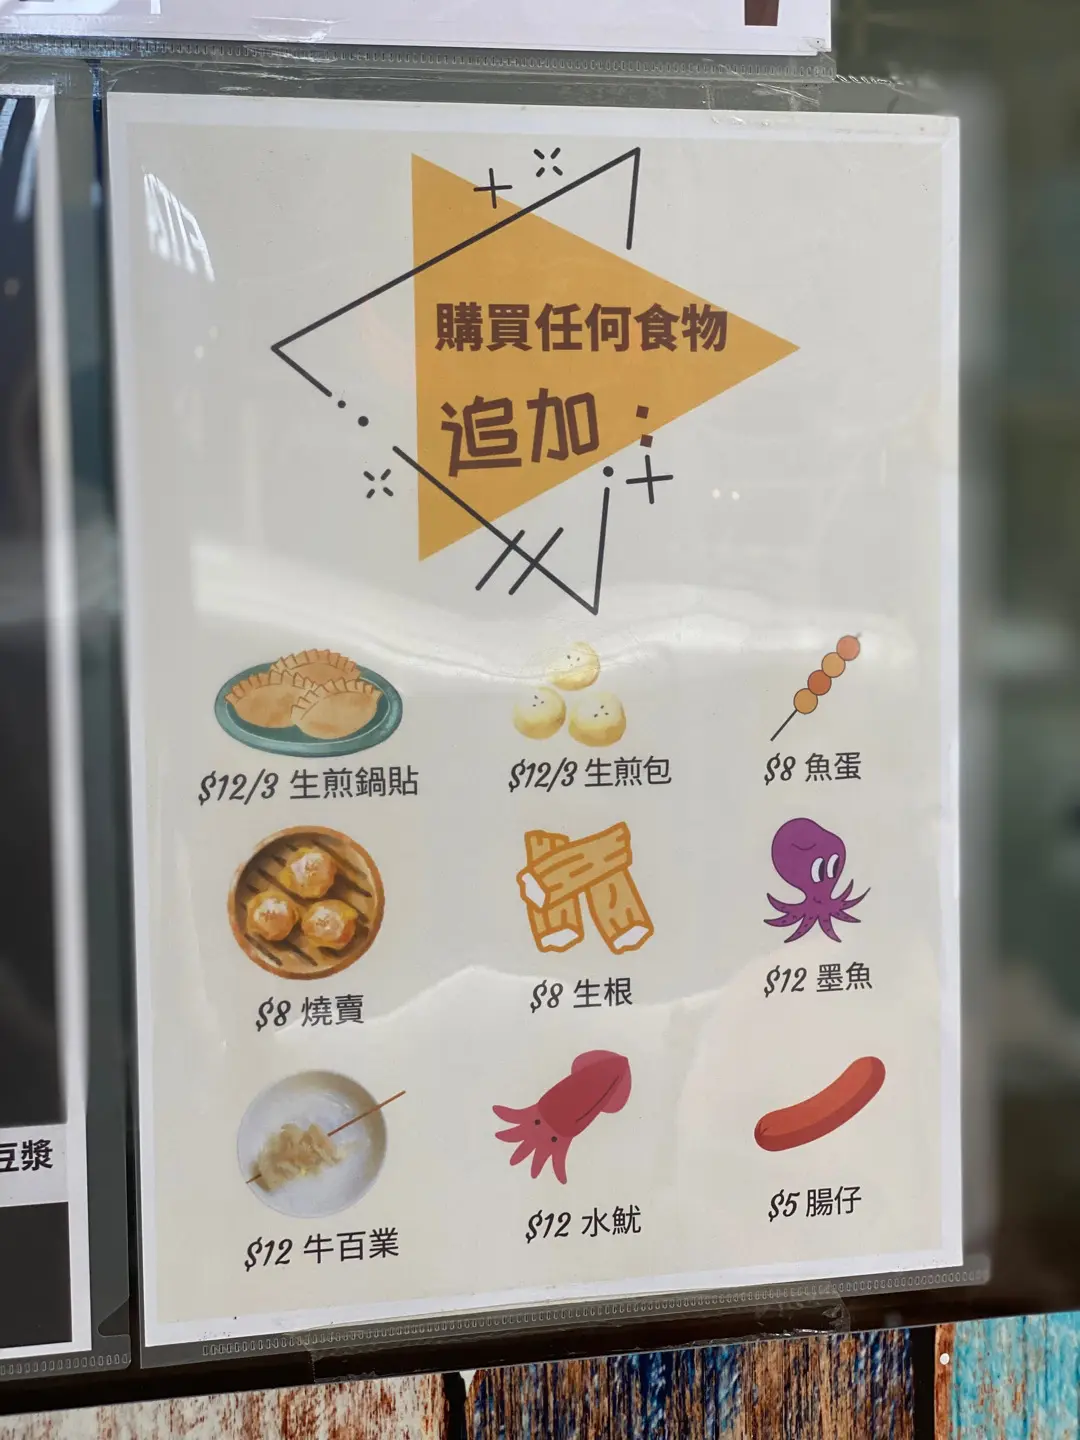 購買任何食物
追加：
$12/3 生煎鍋貼
$12/3 生煎包
$8 魚蛋
$8 燒賣
$8 生根
$12 墨魚
$12 牛百業
$12 水魷
$5 腸仔
豆漿